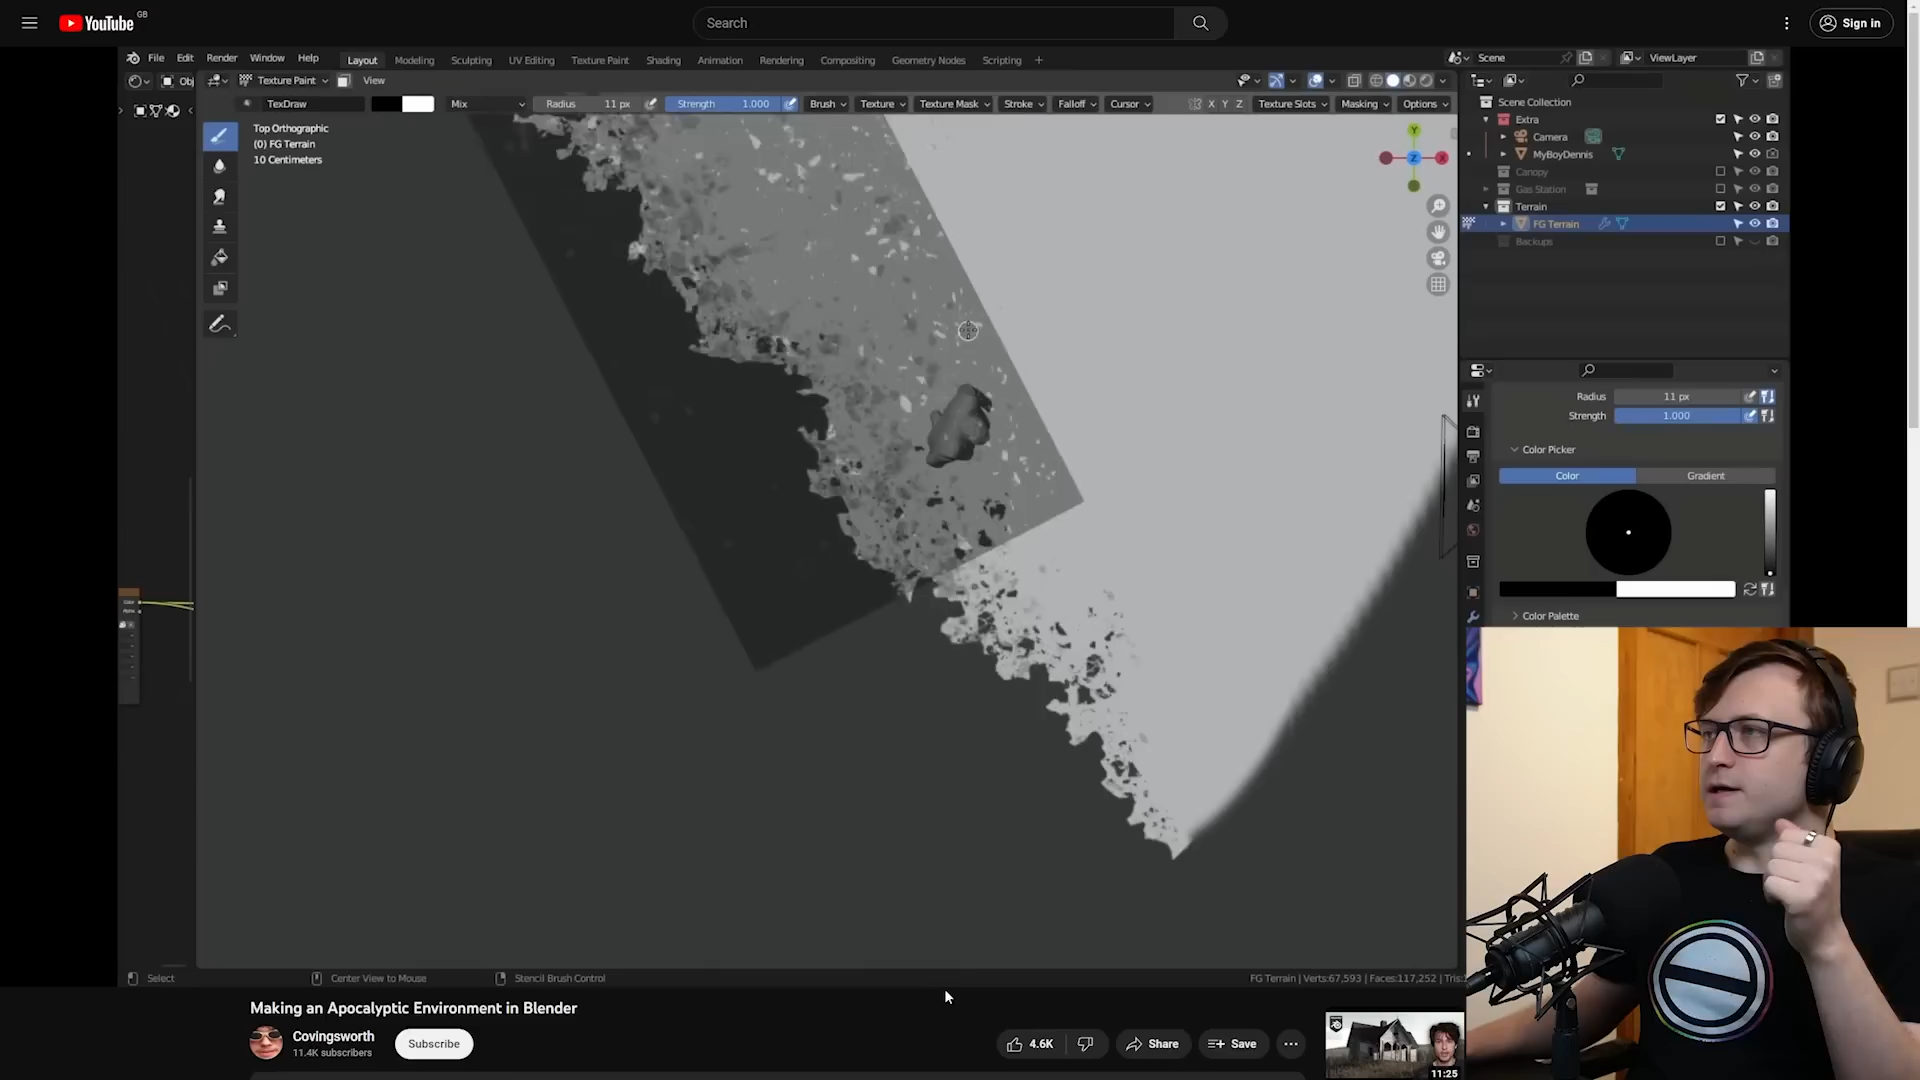 YouTube GB
Search
Sign in
File Edit Render Window Help Layout Modeling Sculpting UV Editing Texture Paint Shading Animation Rendering Compositing Geometry Nodes Scripting +
Scene
ViewLayer
Obj
Texture Paint
View
TexDraw
Mix
Radius 11 px
Strength 1.000
Brush
Texture
Texture Mask
Stroke
Falloff
Cursor
X Y Z
Texture Slots
Masking
Options
Top Orthographic
(0) FG Terrain
10 Centimeters
Y
Z
X
Scene Collection
Extra
Camera
MyBoyDennis
Canopy
Gas Station
Terrain
FG Terrain
Backups
Radius 11 px
Strength 1.000
Color Picker
Color Gradient
Color Palette
Select
Center View to Mouse
Stencil Brush Control
FG Terrain | Verts:67,593 | Faces:117,252 | Tris:
Making an Apocalyptic Environment in Blender
Covingsworth
11.4K subscribers
Subscribe
4.6K
Share
Save
11:25